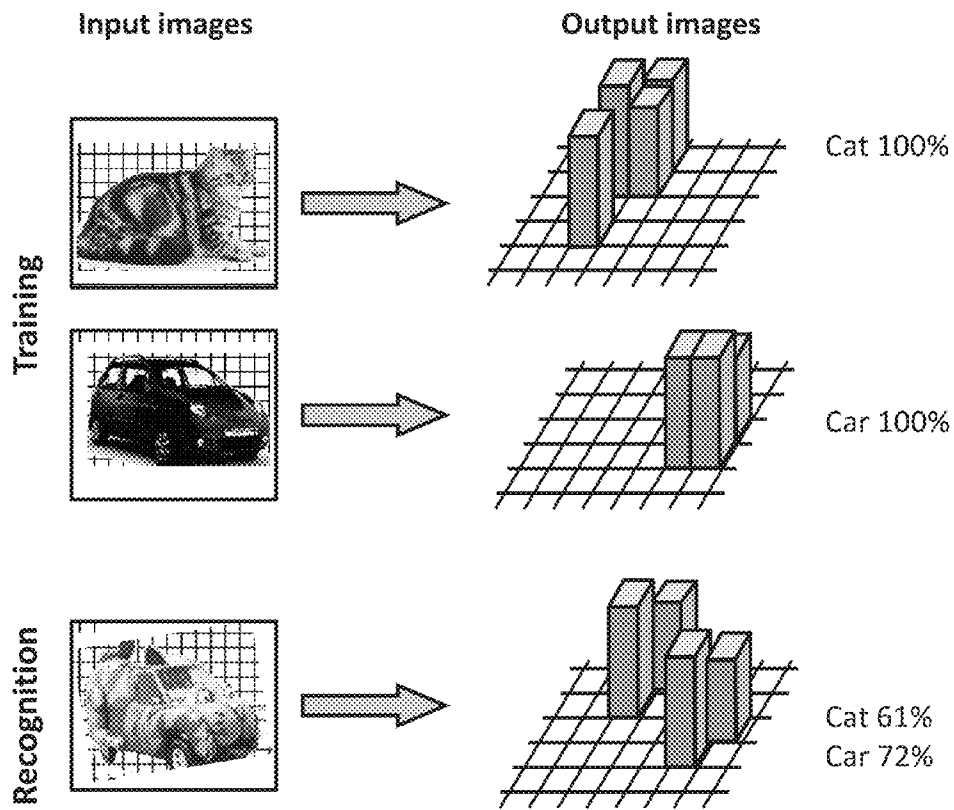 Input images
Output images
Training
Cat 100%
Car 100%
Recognition
Cat 61%
Car 72%